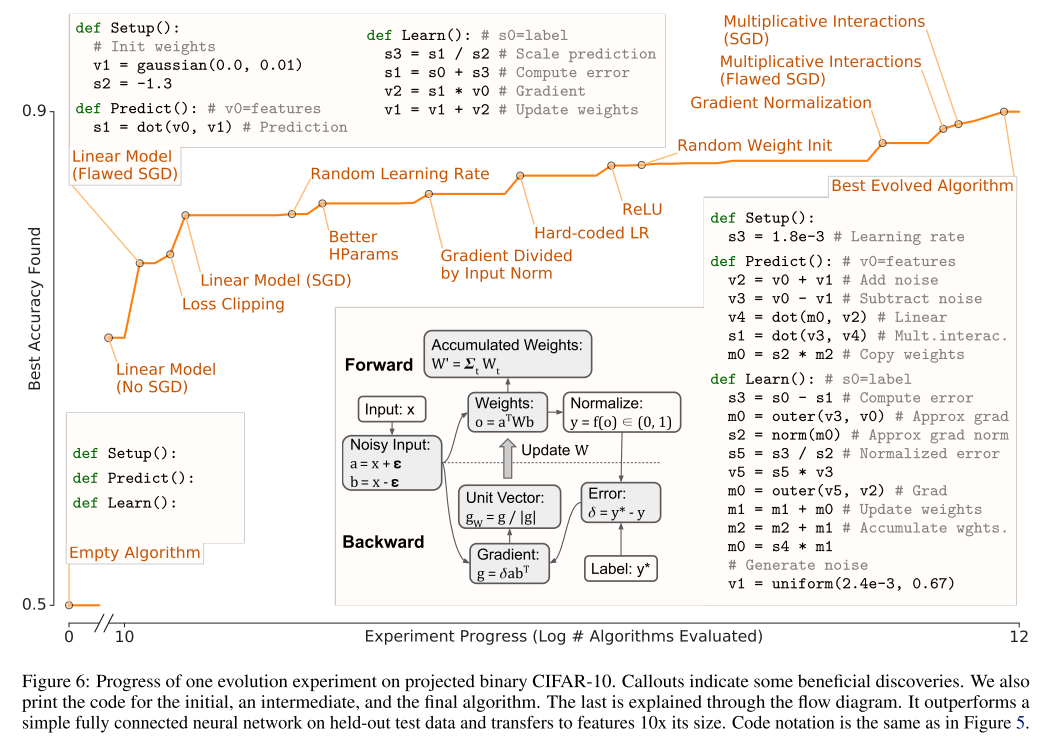 def Setup():
# Init weights
v1 = gaussian(0.0, 0.01)
s2 = -1.3
def Predict(): # v0=features
s1 = dot(v0, v1) # Prediction
def Learn(): # s0=label
s3 = s1 / s2 # Scale prediction
s1 = s0 + s3 # Compute error
v2 = s1 * v0 # Gradient
v1 = v1 + v2 # Update weights
Linear Model
(Flawed SGD)
Multiplicative Interactions
(SGD)
Multiplicative Interactions
(Flawed SGD)
Gradient Normalization
Random Weight Init
Random Learning Rate
ReLU
Hard-coded LR
Better
HParams
Gradient Divided
by Input Norm
Linear Model (SGD)
Loss Clipping
Linear Model
(No SGD)
Best Evolved Algorithm
def Setup():
s3 = 1.8e-3 # Learning rate
def Predict(): # v0=features
v2 = v0 + v1 # Add noise
v3 = v0 - v1 # Subtract noise
v4 = dot(m0, v2) # Linear
s1 = dot(v3, v4) # Mult.interac.
m0 = s2 * m2 # Copy weights
def Learn(): # s0=label
s3 = s0 - s1 # Compute error
m0 = outer(v3, v0) # Approx grad
s2 = norm(m0) # Approx grad norm
s5 = s3 / s2 # Normalized error
v5 = s5 * v3
m0 = outer(v5, v2) # Grad
m1 = m1 + m0 # Update weights
m2 = m2 + m1 # Accumulate wghts.
m0 = s4 * m1
# Generate noise
v1 = uniform(2.4e-3, 0.67)
Forward
Accumulated Weights:
W' = Σt Wt
Input: x
Weights:
o = aᵀWb
Normalize:
y = f(o) ∈ (0, 1)
Noisy Input:
a = x + ε
b = x - ε
Update W
Unit Vector:
gW = g / |g|
Error:
δ = y* - y
Backward
Gradient:
g = δabᵀ
Label: y*
def Setup():
def Predict():
def Learn():
Empty Algorithm
Best Accuracy Found
0.9
0.5
0
10
12
Experiment Progress (Log # Algorithms Evaluated)
Figure 6: Progress of one evolution experiment on projected binary CIFAR-10. Callouts indicate some beneficial discoveries. We also
print the code for the initial, an intermediate, and the final algorithm. The last is explained through the flow diagram. It outperforms a
simple fully connected neural network on held-out test data and transfers to features 10x its size. Code notation is the same as in Figure 5.